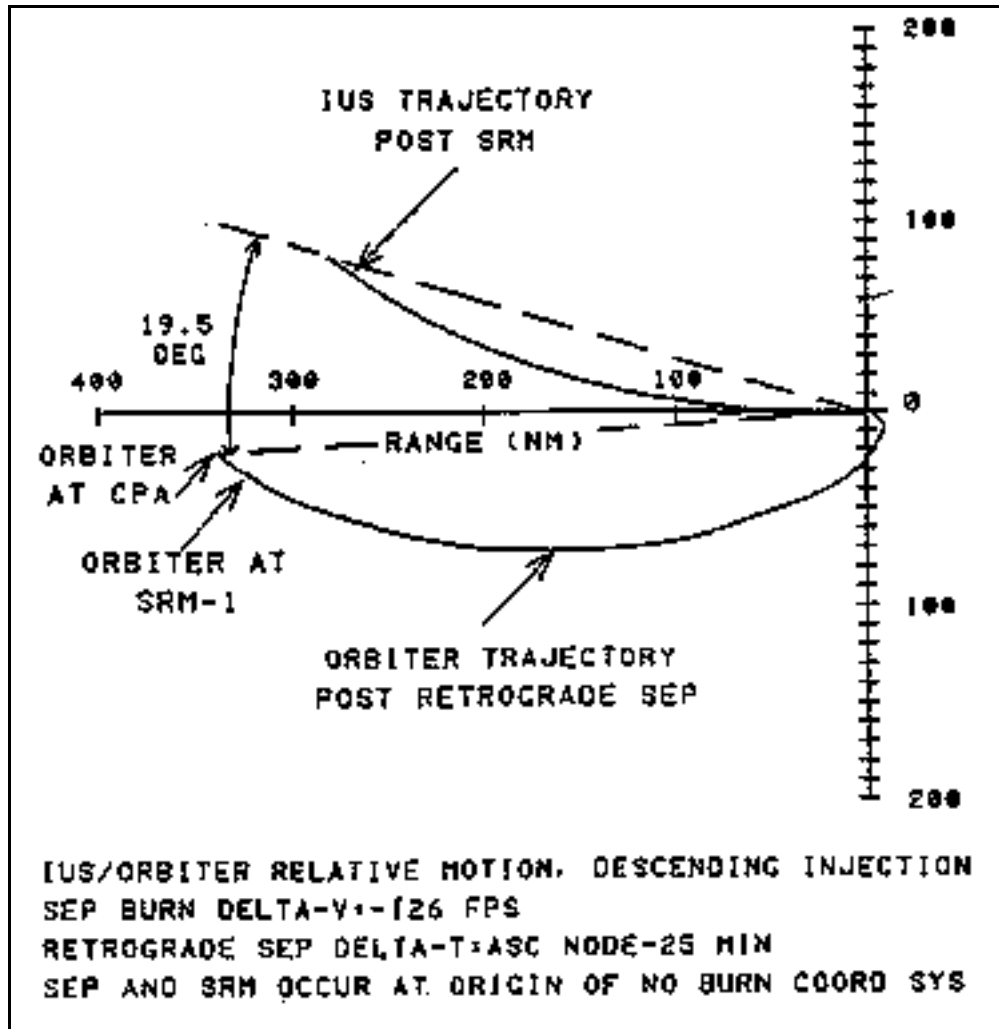 200
IUS TRAJECTORY
POST SRM
100
19.5
DEG
400
300
200
100
0
RANGE (NM)
ORBITER
AT CPA
ORBITER AT
SRM-1
100
ORBITER TRAJECTORY
POST RETROGRADE SEP
200
IUS/ORBITER RELATIVE MOTION, DESCENDING INJECTION
SEP BURN DELTA-V=-126 FPS
RETROGRADE SEP DELTA-T=ASC NODE-25 MIN
SEP AND SRM OCCUR AT ORIGIN OF NO BURN COORD SYS